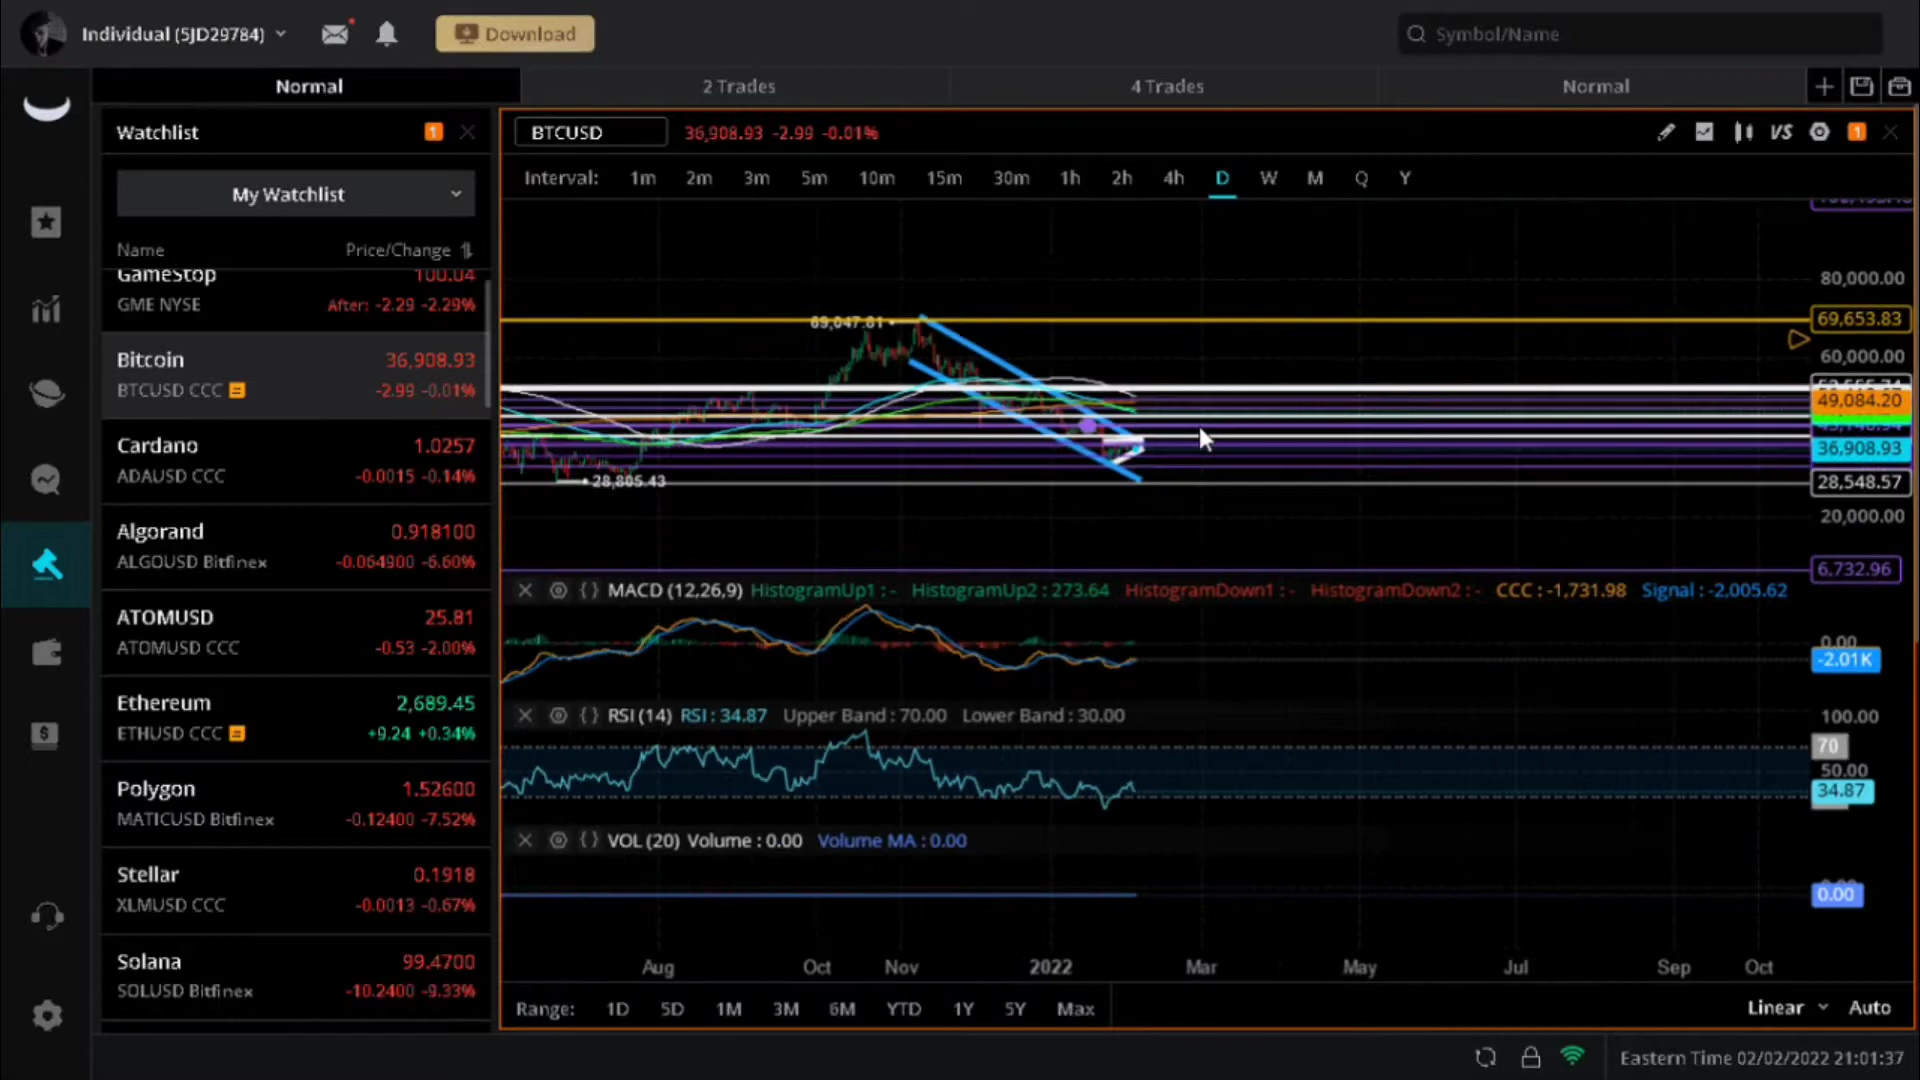 Individual (5JD29784)
Download
Symbol/Name
Normal
2 Trades
4 Trades
Normal
Watchlist
1
My Watchlist
Name
Price/Change
GameStop
100.04
GME NYSE
After: -2.29 -2.29%
Bitcoin
36,908.93
BTCUSD CCC
-2.99 -0.01%
Cardano
1.0257
ADAUSD CCC
-0.0015 -0.14%
Algorand
0.918100
ALGOUSD Bitfinex
-0.064900 -6.60%
ATOMUSD
25.81
ATOMUSD CCC
-0.53 -2.00%
Ethereum
2,689.45
ETHUSD CCC
+9.24 +0.34%
Polygon
1.52600
MATICUSD Bitfinex
-0.12400 -7.52%
Stellar
0.1918
XLMUSD CCC
-0.0013 -0.67%
Solana
99.4700
SOLUSD Bitfinex
-10.2400 -9.33%
BTCUSD
36,908.93 -2.99 -0.01%
VS
1
Interval: 1m 2m 3m 5m 10m 15m 30m 1h 2h 4h D W M Q Y
80,000.00
69,047.81
69,653.83
60,000.00
49,084.20
36,908.93
28,805.43
28,548.57
20,000.00
6,732.96
MACD (12,26,9) HistogramUp1 : - HistogramUp2 : 273.64 HistogramDown1 : - HistogramDown2 : - CCC : -1,731.98 Signal : -2,005.62
0.00
-2.01K
RSI (14) RSI : 34.87 Upper Band : 70.00 Lower Band : 30.00
100.00
70
50.00
34.87
VOL (20) Volume : 0.00 Volume MA : 0.00
0.00
Aug Oct Nov 2022 Mar May Jul Sep Oct
Range: 1D 5D 1M 3M 6M YTD 1Y 5Y Max
Linear
Auto
Eastern Time 02/02/2022 21:01:37